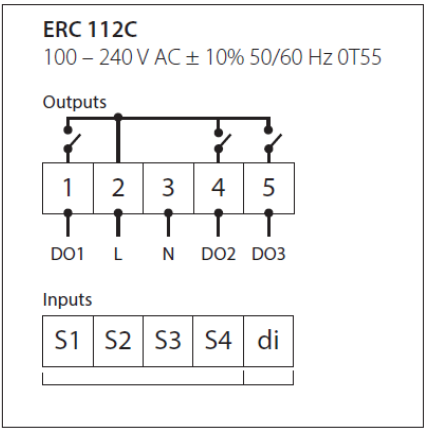 ERC 112C
100 – 240 V AC ± 10% 50/60 Hz 0T55
Outputs
1 2 3 4 5
DO1 L N DO2 DO3
Inputs
S1 S2 S3 S4 di